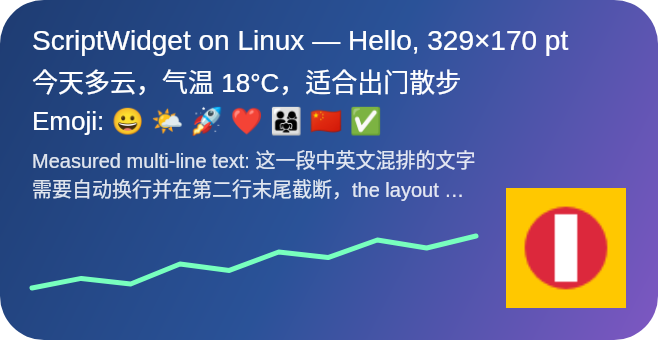 ScriptWidget on Linux — Hello, 329×170 pt
今天多云，气温 18°C，适合出门散步
Emoji: 😀 🌤️ 🚀 ❤️ 👨‍👩‍👧 🇨🇳 ✅
Measured multi-line text: 这一段中英文混排的文字
需要自动换行并在第二行末尾截断，the layout …